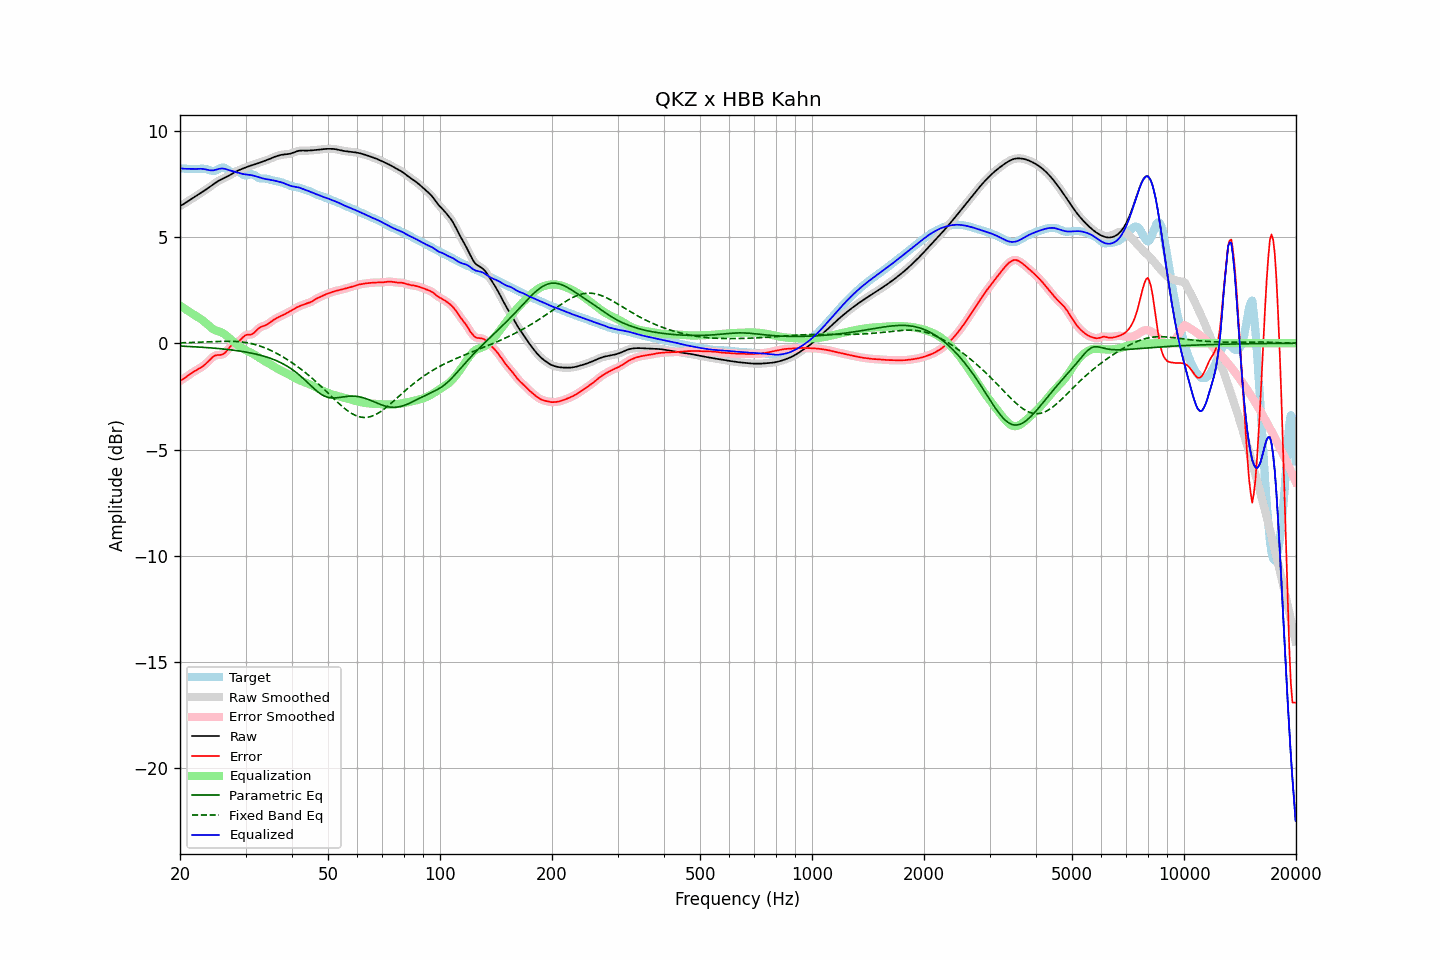 QKZ x HBB Kahn
10
5
0
−5
−10
−15
−20
Amplitude (dBr)
Target
Raw Smoothed
Error Smoothed
Raw
Error
Equalization
Parametric Eq
Fixed Band Eq
Equalized
20 50 100 200 500 1000 2000 5000 10000 20000
Frequency (Hz)